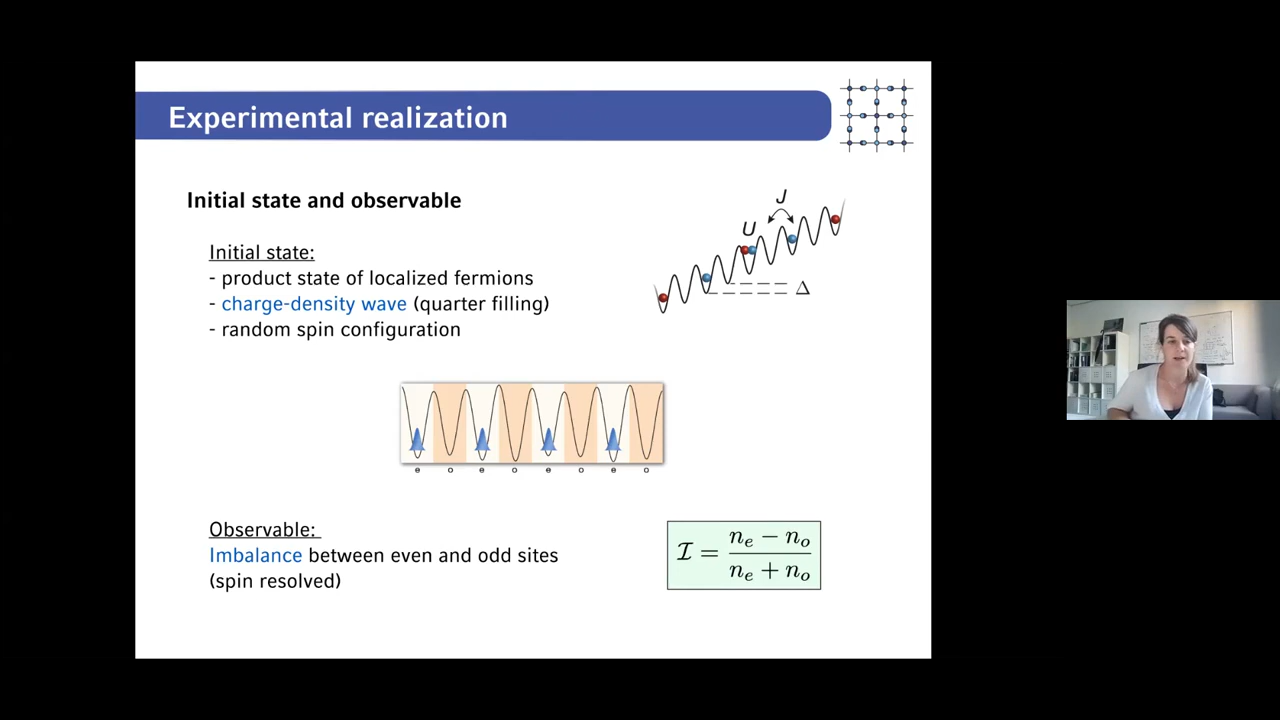 Experimental realization
Initial state and observable
Initial state:
- product state of localized fermions
- charge-density wave (quarter filling)
- random spin configuration
J
U
Δ
e o e o e o e o
Observable:
Imbalance between even and odd sites
(spin resolved)
I = (n_e − n_o) / (n_e + n_o)